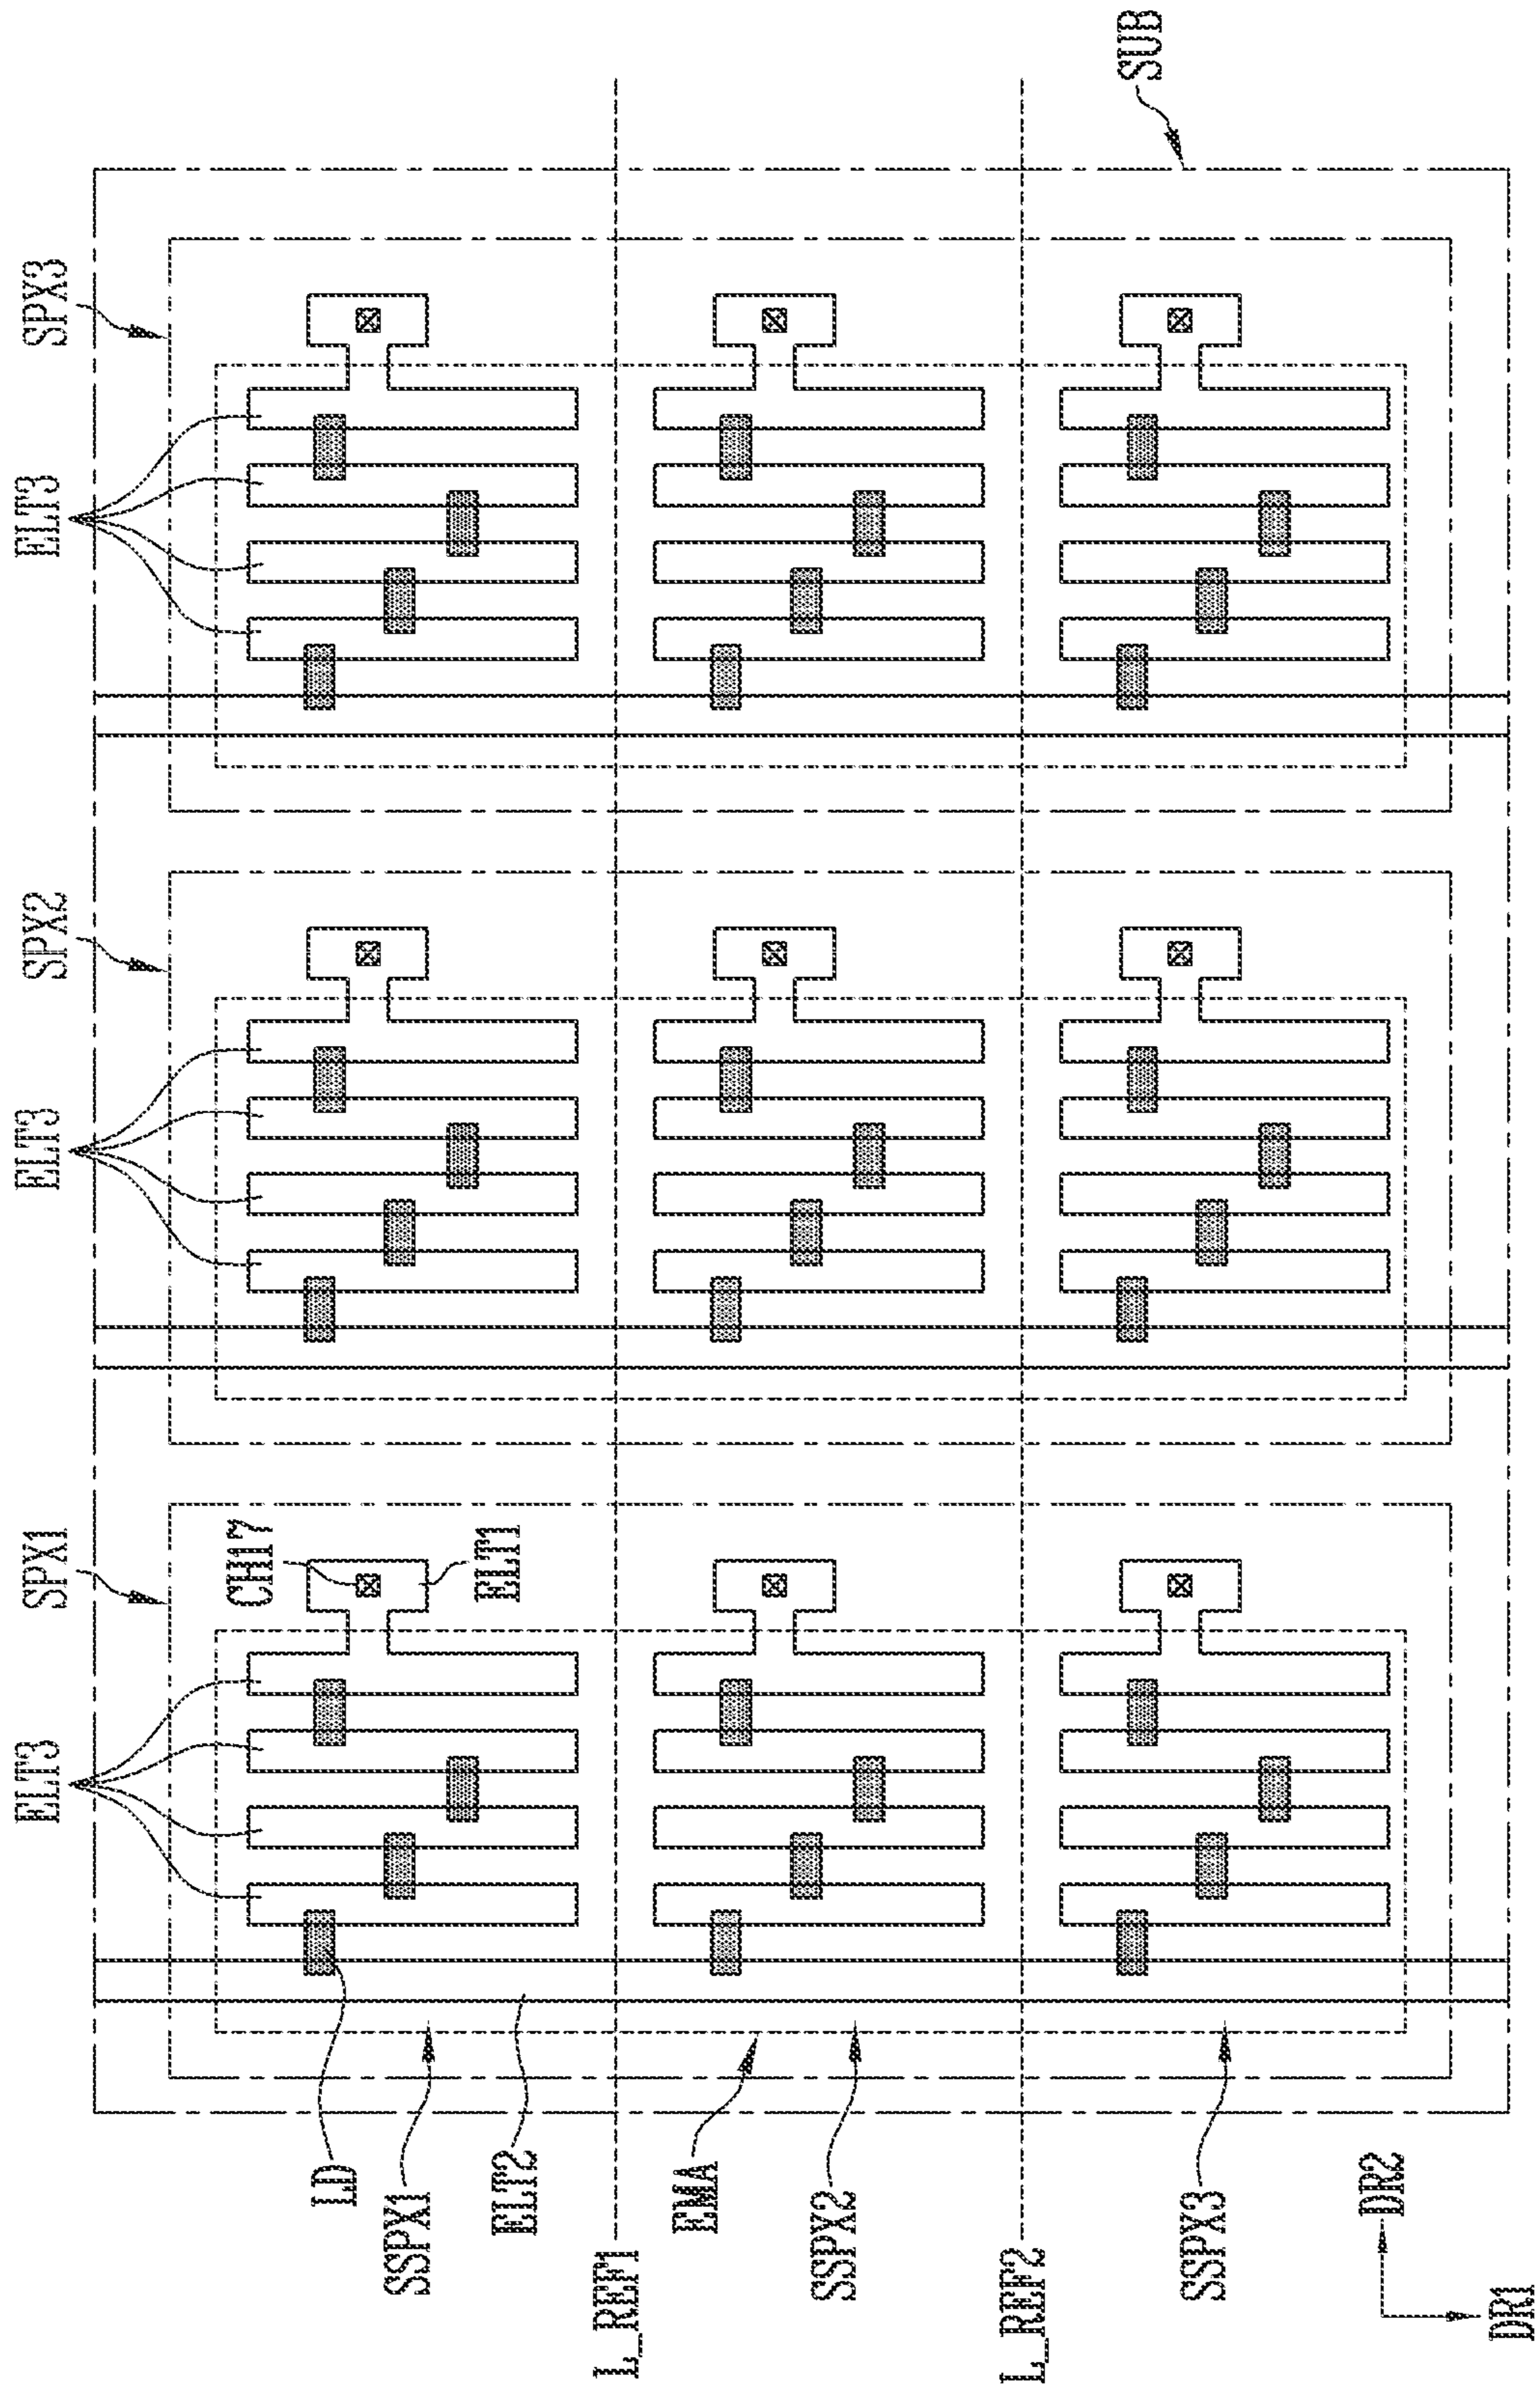 SPX1
SPX2
SPX3
ELT3
ELT3
ELT3
CH17
ELT1
SUB
LD
SSPX1
ELT2
L_REF1
EMA
SSPX2
L_REF2
SSPX3
DR2
DR1